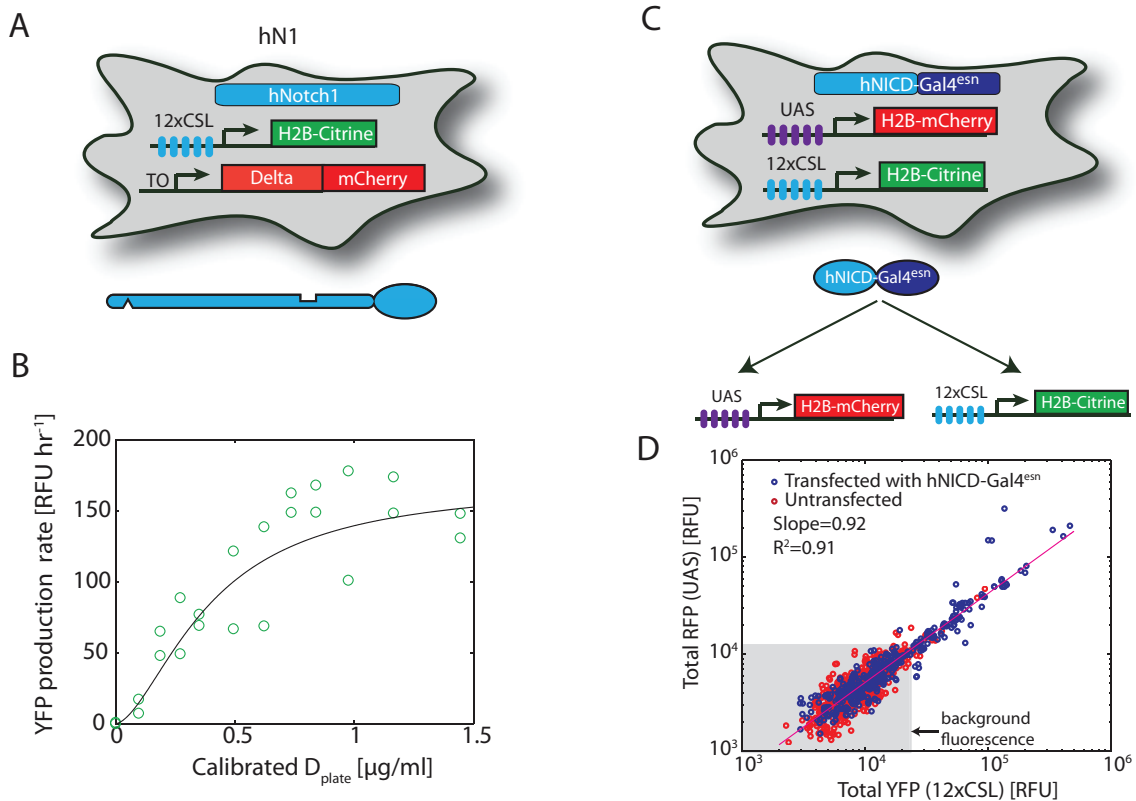 A
hN1
hNotch1
12xCSL
H2B-Citrine
TO
Delta
mCherry
B
YFP production rate [RFU hr⁻¹]
200
150
100
50
0
0
0.5
1.0
1.5
Calibrated D_plate [µg/ml]
C
hNICD-Gal4ᵉˢⁿ
UAS
H2B-mCherry
12xCSL
H2B-Citrine
hNICD-Gal4ᵉˢⁿ
UAS
H2B-mCherry
12xCSL
H2B-Citrine
D
Total RFP (UAS) [RFU]
10⁶
10⁵
10⁴
10³
Transfected with hNICD-Gal4ᵉˢⁿ
Untransfected
Slope=0.92
R²=0.91
background
fluorescence
10³
10⁴
10⁵
10⁶
Total YFP (12xCSL) [RFU]